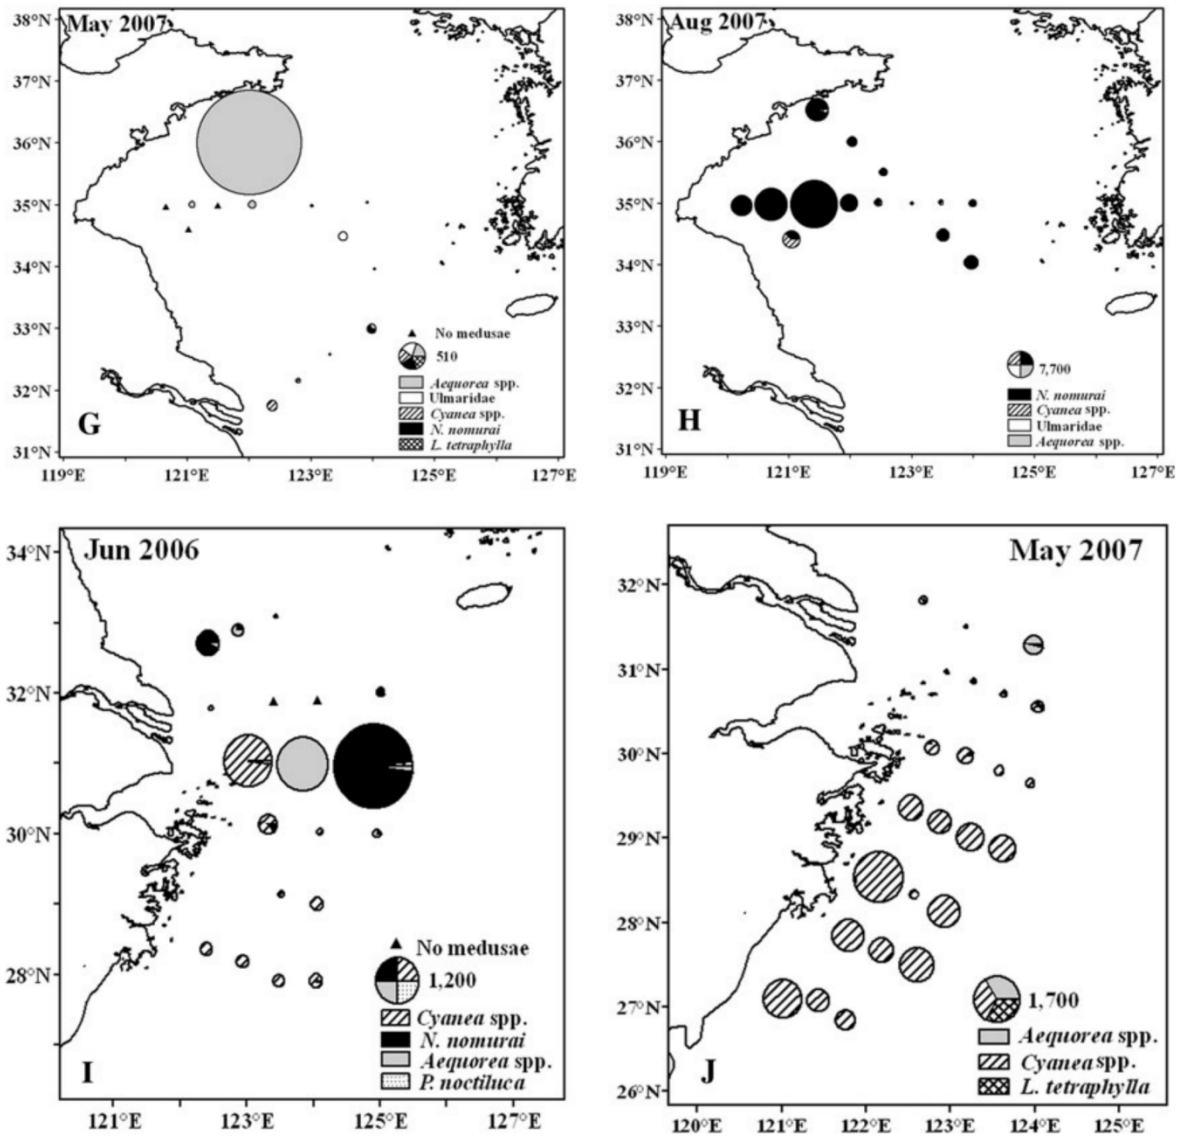 May 2007
38°N
37°N
36°N
35°N
34°N
33°N
32°N
31°N
No medusae
510
Aequorea spp.
Ulmaridae
Cyanea spp.
N. nomurai
L. tetraphylla
G
119°E 121°E 123°E 125°E 127°E
Aug 2007
38°N
37°N
36°N
35°N
34°N
33°N
32°N
31°N
7,700
N. nomurai
Cyanea spp.
Ulmaridae
Aequorea spp.
H
119°E 121°E 123°E 125°E 127°E
Jun 2006
34°N
32°N
30°N
28°N
No medusae
1,200
Cyanea spp.
N. nomurai
Aequorea spp.
P. noctiluca
I
121°E 123°E 125°E 127°E
May 2007
32°N
31°N
30°N
29°N
28°N
27°N
26°N
1,700
Aequorea spp.
Cyanea spp.
L. tetraphylla
J
120°E 121°E 122°E 123°E 124°E 125°E